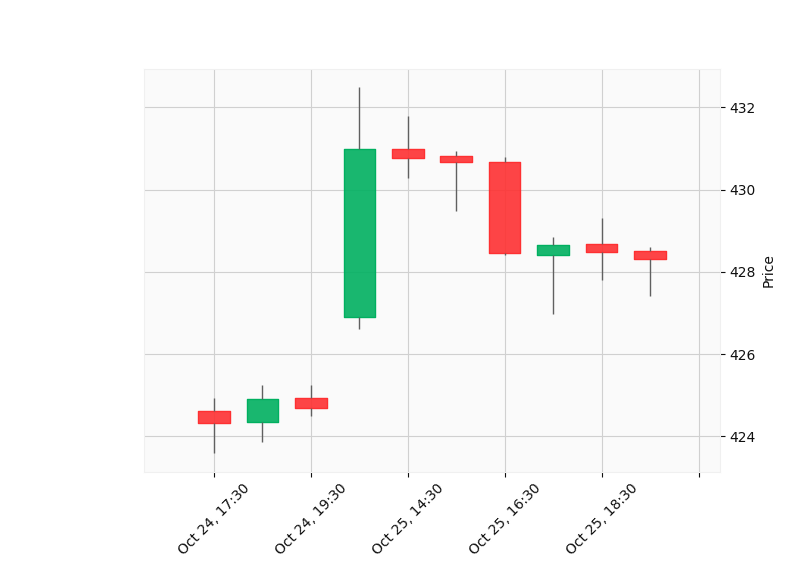 432
430
428
426
424
Price
Oct 24, 17:30
Oct 24, 19:30
Oct 25, 14:30
Oct 25, 16:30
Oct 25, 18:30